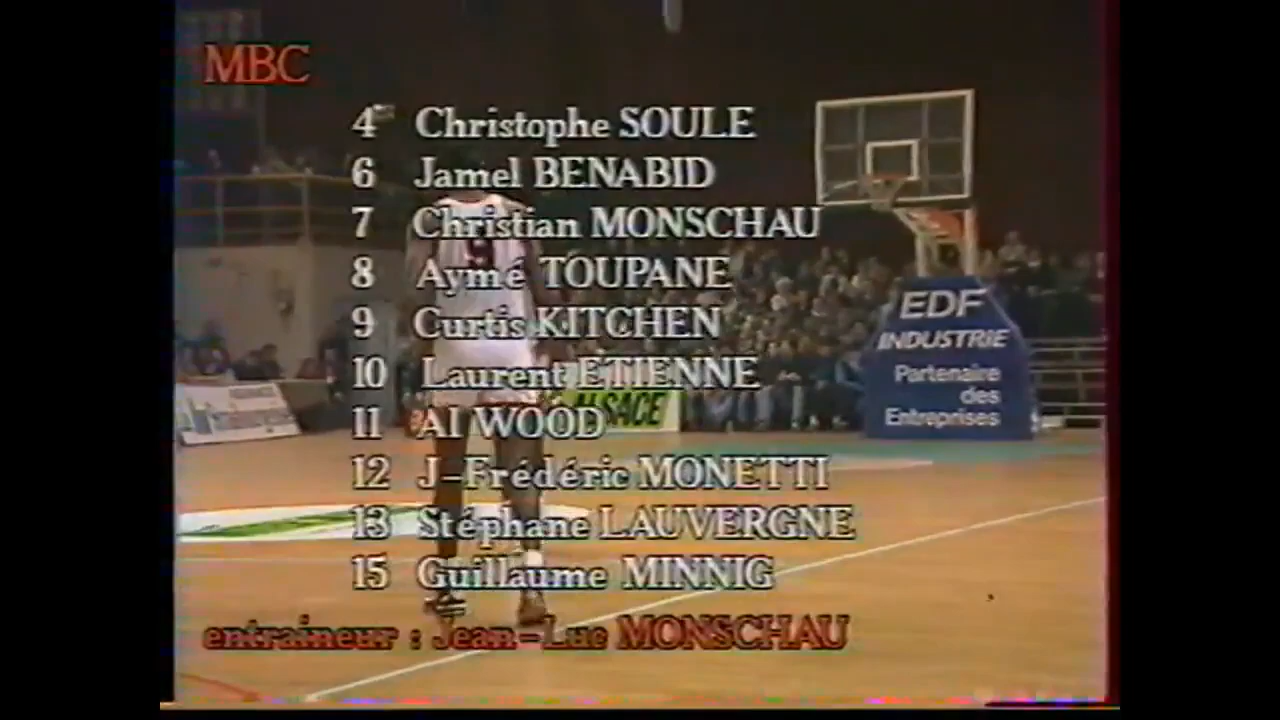 MBC
4 Christophe SOULE
6 Jamel BENABID
7 Christian MONSCHAU
8 Aymé TOUPANE
9 Curtis KITCHEN
10 Laurent ETIENNE
11 Al WOOD
12 J-Frédéric MONETTI
13 Stéphane LAUVERGNE
15 Guillaume MINNIG
entraineur : Jean-Luc MONSCHAU
9
EDF
INDUSTRIE
Partenaire
des
Entreprises
ALSACE